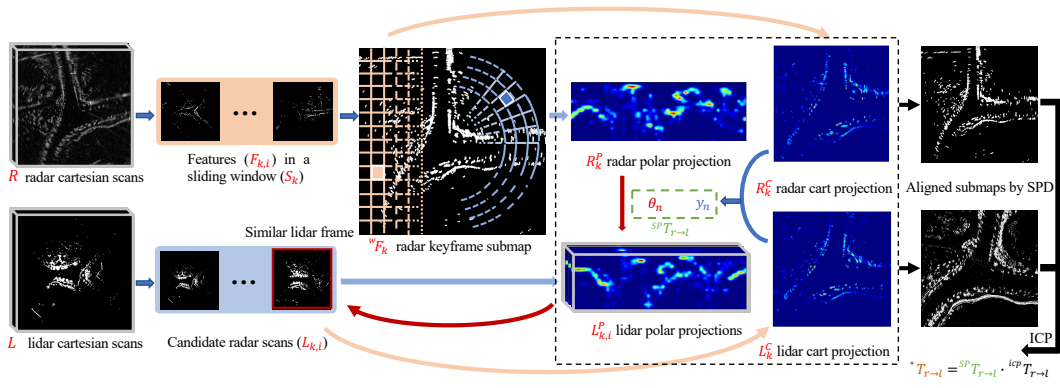 R radar cartesian scans
Features (F_{k,i}) in a
sliding window (S_k)
^wF_k radar keyframe submap
R_k^P radar polar projection
θ_n y_n
^{SP}T_{r→l}
R_k^C radar cart projection
Aligned submaps by SPD
L lidar cartesian scans
Similar lidar frame
Candidate radar scans (L_{k,i})
L_{k,i}^P lidar polar projections
L_k^C lidar cart projection
ICP
^*T_{r→l} = ^{SP}T_{r→l} · ^{icp}T_{r→l}